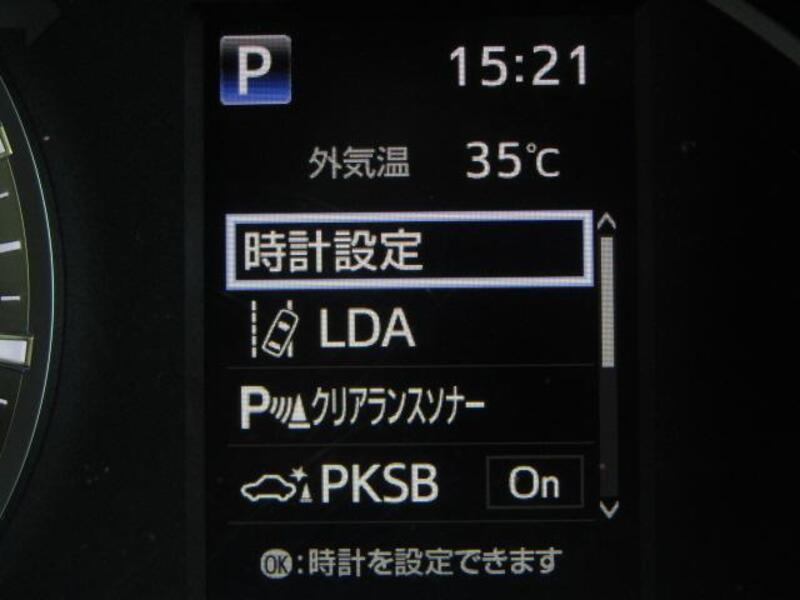 P 15:21
外気温 35℃
時計設定
LDA
Pクリアランスソナー
PKSB On
OK:時計を設定できます